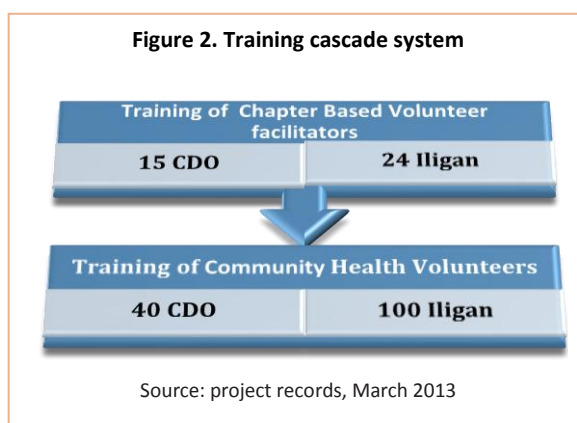 Figure 2. Training cascade system
Training of Chapter Based Volunteer
facilitators
15 CDO 24 Iligan
Training of Community Health Volunteers
40 CDO 100 Iligan
Source: project records, March 2013